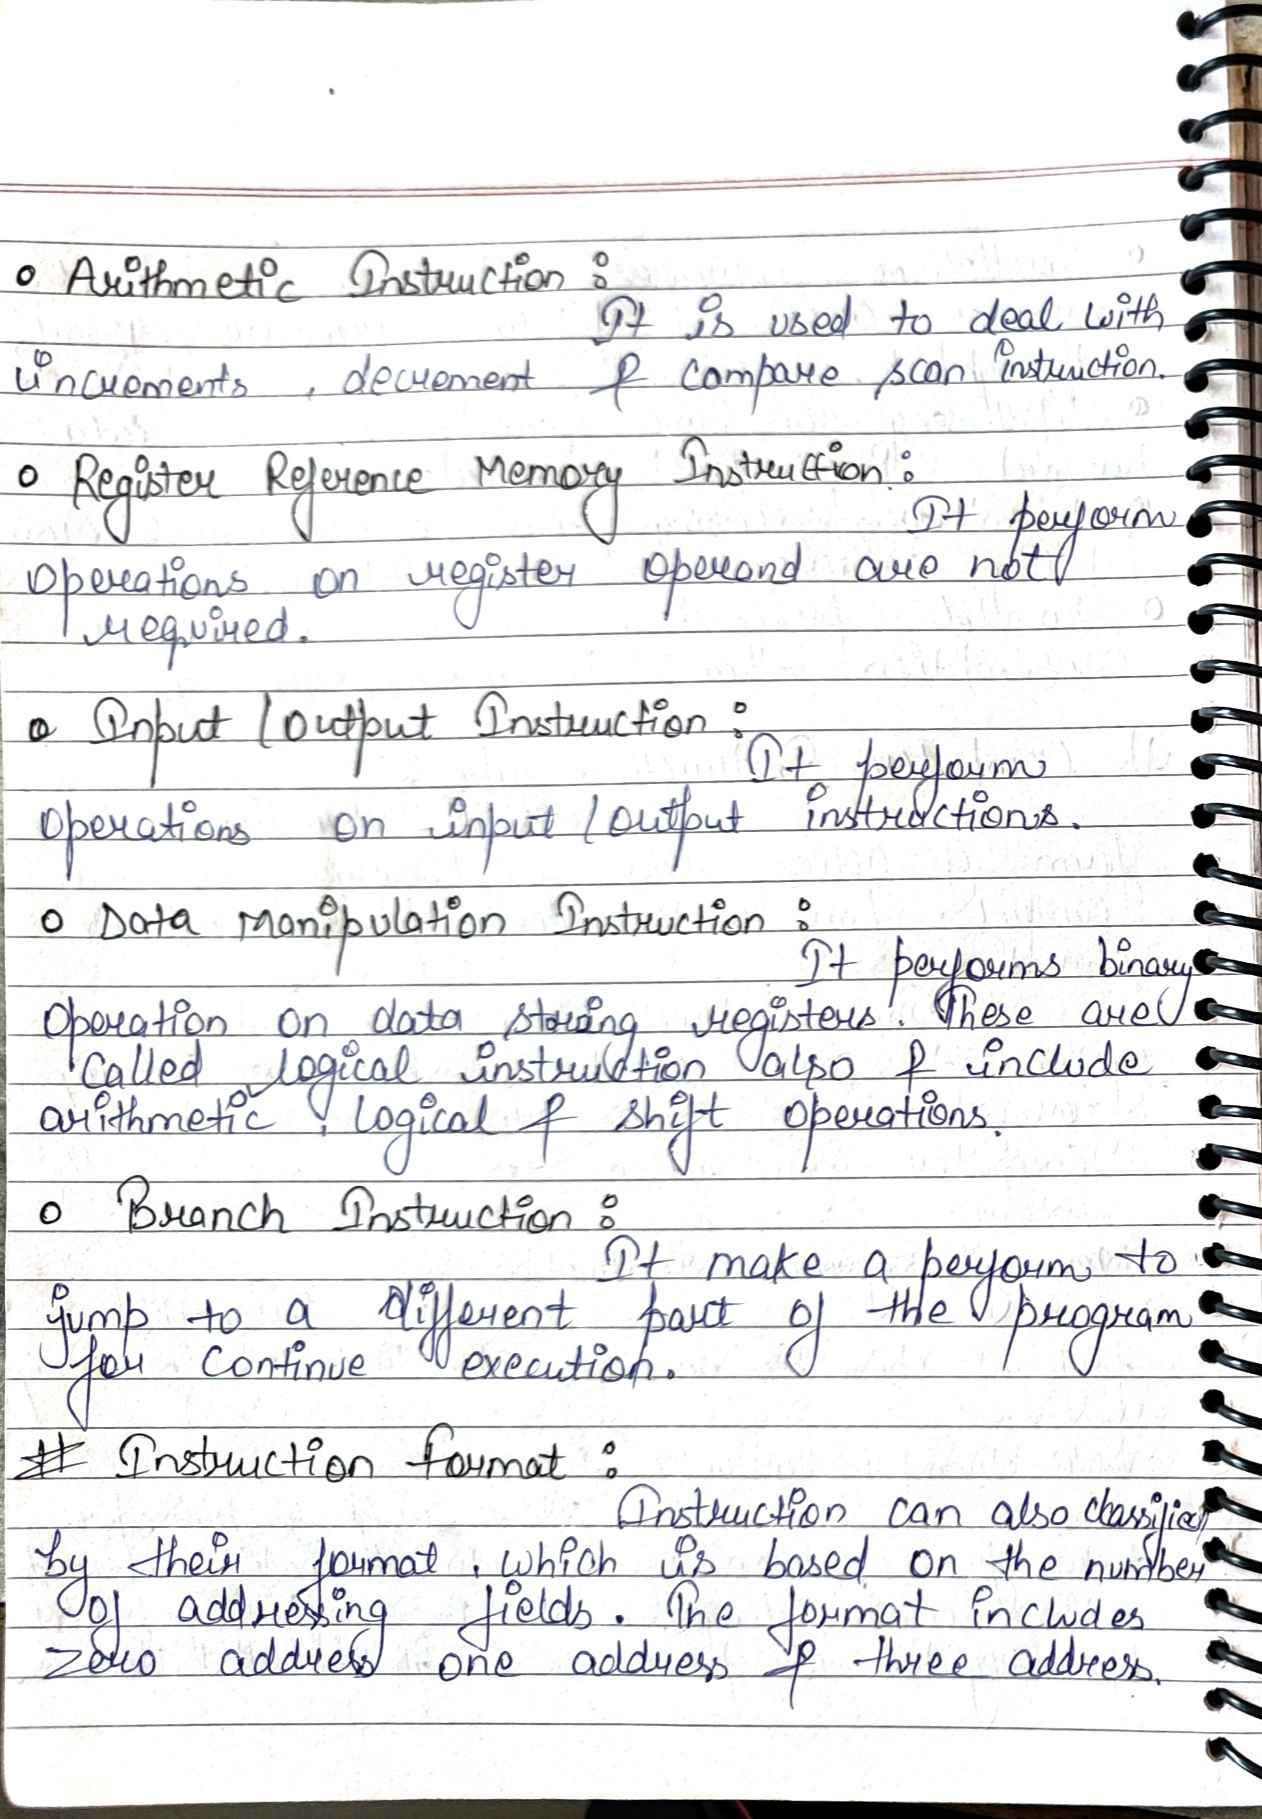 o Arithmetic Instruction :
It is used to deal with
increments , decrement & compare scan instruction.
o Register Reference Memory Instruction :
It perform
operations on register operand are not
required.
o Input / output Instruction :
It perform
operations on input / output instructions.
o Data Manipulation Instruction :
It performs binary
operation on data storing registers. These are
called logical instruction also & include
arithmetic , logical & shift operations.
o Branch Instruction :
It make a perform to
jump to a different part of the program
for continue execution.
# Instruction format :
Instruction can also classified
by their format , which is based on the number
of addressing fields. The format includes
zero address one address & three address.